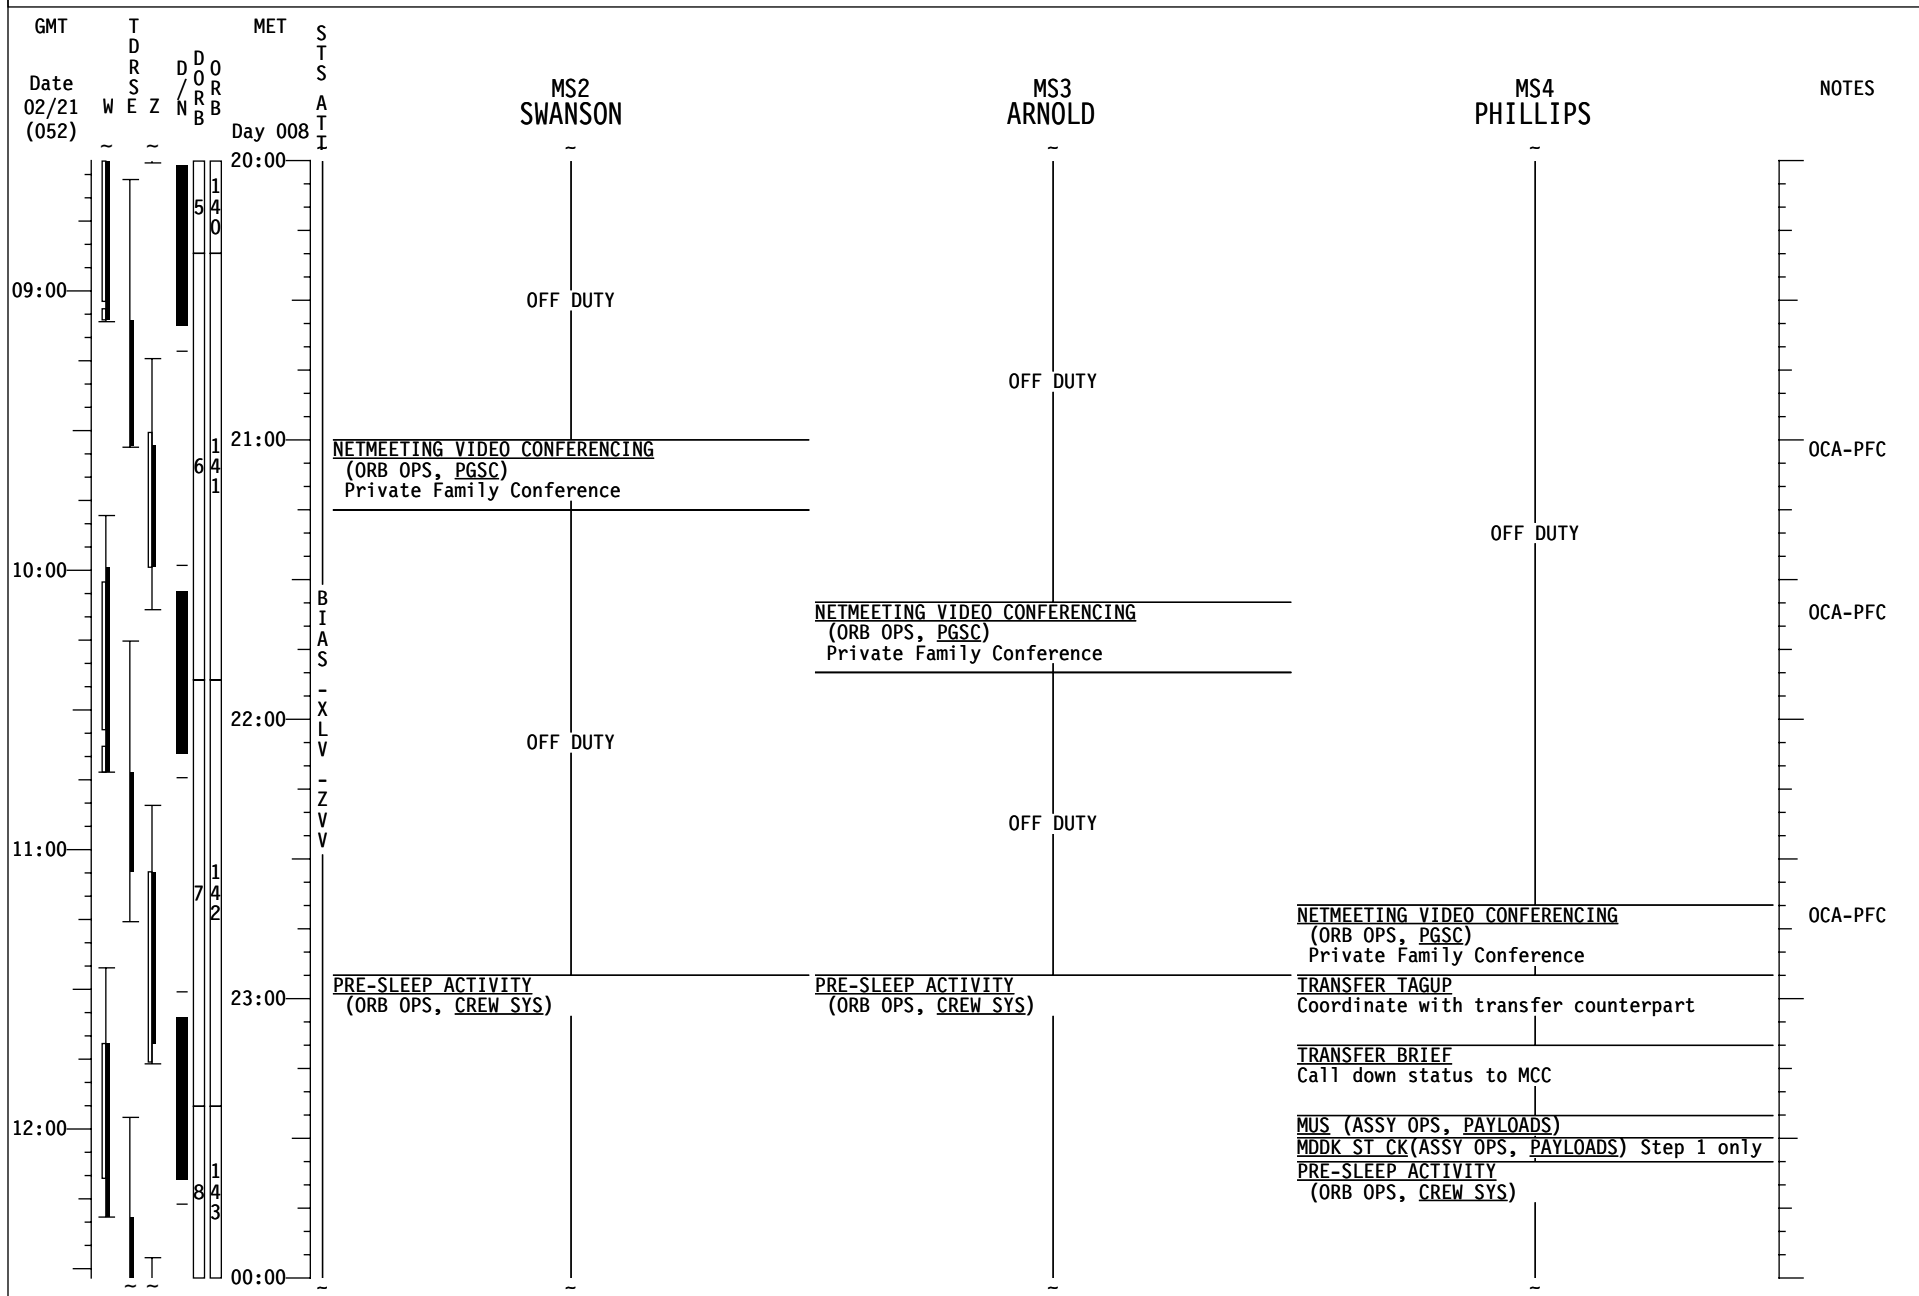 GMT
TDRS
MET
STS ATT
D/N
DORB
ORB
Date
02/21
(052)
W E Z
Day 008
MS2
SWANSON
MS3
ARNOLD
MS4
PHILLIPS
NOTES
~ ~ ~ ~ ~
20:00
5
140
09:00
OFF DUTY
OFF DUTY
21:00
6
141
NETMEETING VIDEO CONFERENCING
(ORB OPS, PGSC)
Private Family Conference
OCA-PFC
OFF DUTY
10:00
BIAS -XLV -ZVV
NETMEETING VIDEO CONFERENCING
(ORB OPS, PGSC)
Private Family Conference
OCA-PFC
22:00
OFF DUTY
OFF DUTY
11:00
7
142
NETMEETING VIDEO CONFERENCING
(ORB OPS, PGSC)
Private Family Conference
OCA-PFC
23:00
PRE-SLEEP ACTIVITY
(ORB OPS, CREW SYS)
PRE-SLEEP ACTIVITY
(ORB OPS, CREW SYS)
TRANSFER TAGUP
Coordinate with transfer counterpart
TRANSFER BRIEF
Call down status to MCC
12:00
MUS (ASSY OPS, PAYLOADS)
MDDK ST CK(ASSY OPS, PAYLOADS) Step 1 only
PRE-SLEEP ACTIVITY
(ORB OPS, CREW SYS)
8
143
00:00
~ ~ ~ ~ ~ ~